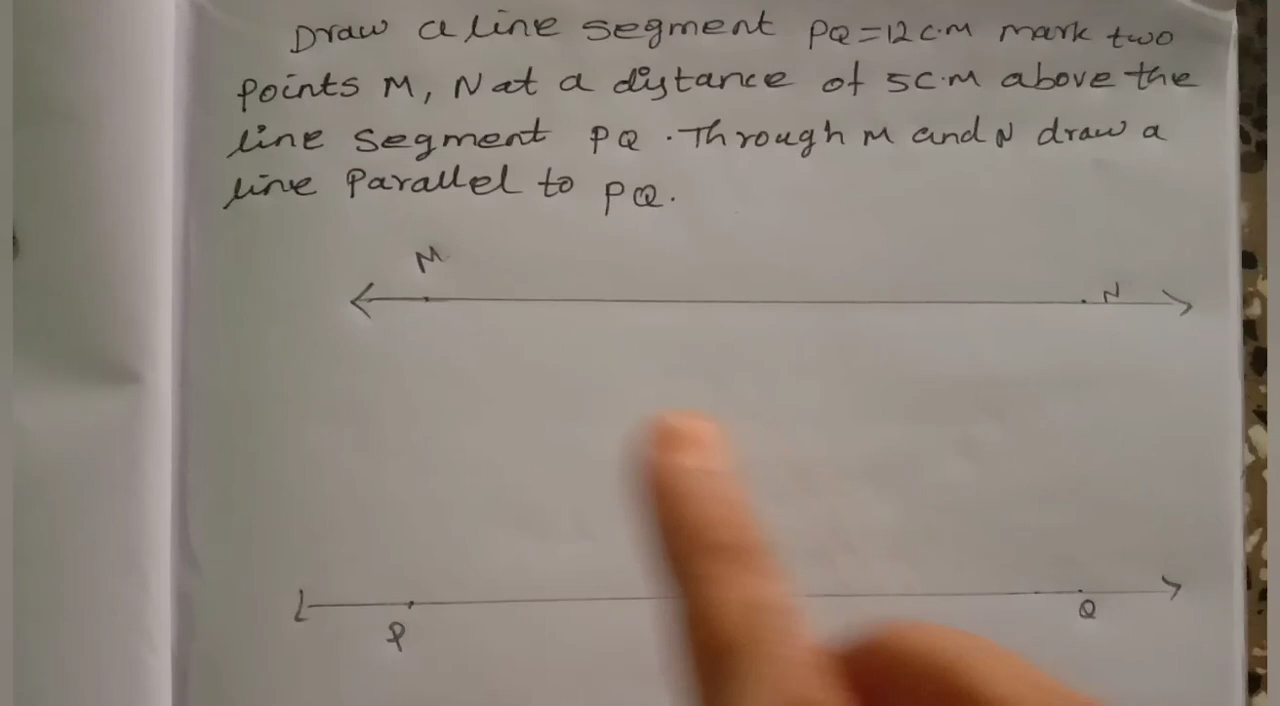 Draw a line segment PQ=12 C.M mark two
Points M, N at a distance of 5C.M above the
line segment PQ. Through M and N draw a
line Parallel to PQ.
M
N
P
Q